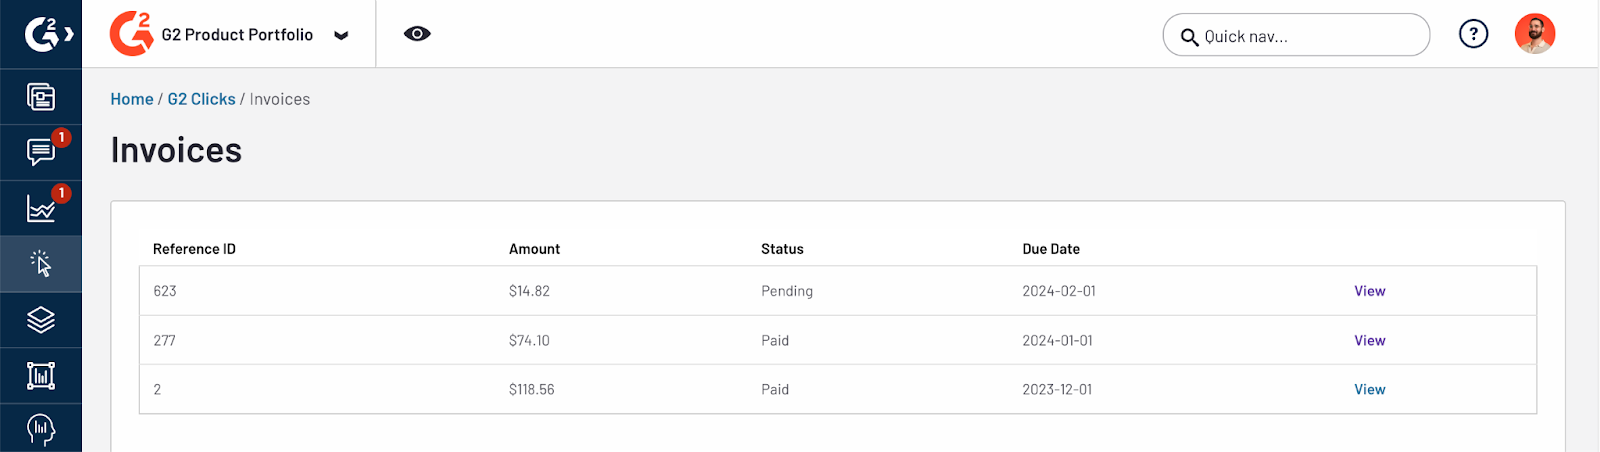 G2 G2 Product Portfolio Quick nav... ?
Home / G2 Clicks / Invoices
1
Invoices
1
Reference ID Amount Status Due Date
623 $14.82 Pending 2024-02-01 View
277 $74.10 Paid 2024-01-01 View
2 $118.56 Paid 2023-12-01 View